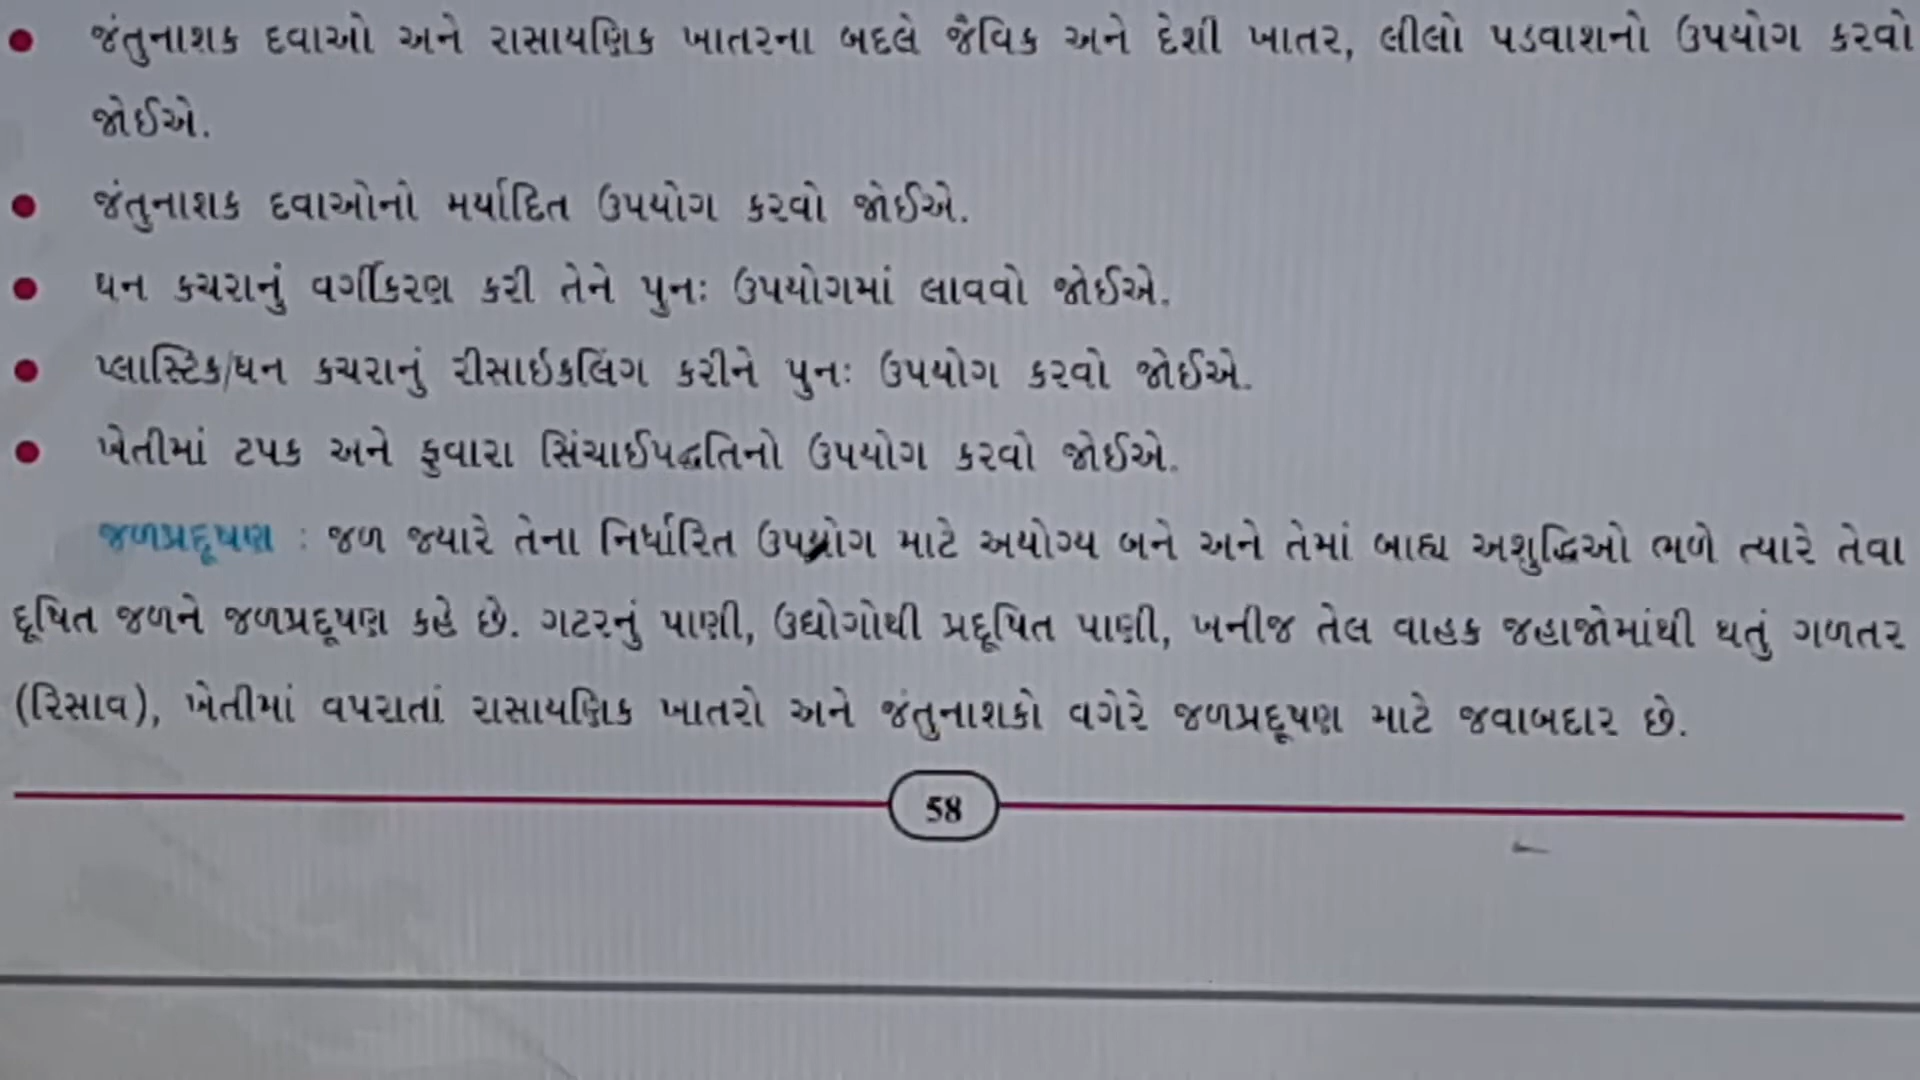 • જંતુનાશક દવાઓ અને રાસાયણિક ખાતરના બદલે જૈવિક અને દેશી ખાતર, લીલો પડવાશનો ઉપયોગ કરવો
જોઈએ.
• જંતુનાશક દવાઓનો મર્યાદિત ઉપયોગ કરવો જોઈએ.
• ઘન કચરાનું વર્ગીકરણ કરી તેને પુનઃ ઉપયોગમાં લાવવો જોઈએ.
• પ્લાસ્ટિક/ઘન કચરાનું રીસાઇકલિંગ કરીને પુનઃ ઉપયોગ કરવો જોઈએ.
• ખેતીમાં ટપક અને ફુવારા સિંચાઈપદ્ધતિનો ઉપયોગ કરવો જોઈએ.
જળપ્રદૂષણ : જળ જ્યારે તેના નિર્ધારિત ઉપયોગ માટે અયોગ્ય બને અને તેમાં બાહ્ય અશુદ્ધિઓ ભળે ત્યારે તેવા
દૂષિત જળને જળપ્રદૂષણ કહે છે. ગટરનું પાણી, ઉદ્યોગોથી પ્રદૂષિત પાણી, ખનીજ તેલ વાહક જહાજોમાંથી થતું ગળતર
(રિસાવ), ખેતીમાં વપરાતાં રાસાયણિક ખાતરો અને જંતુનાશકો વગેરે જળપ્રદૂષણ માટે જવાબદાર છે.
58